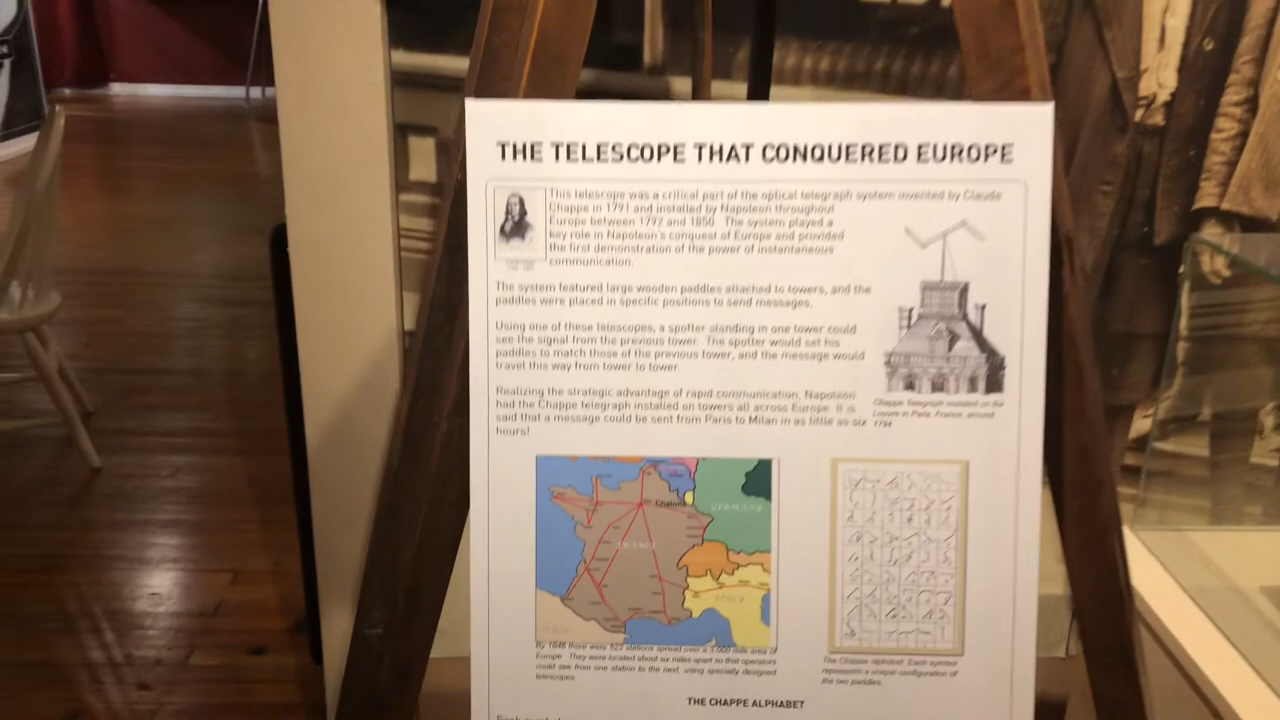 THE TELESCOPE THAT CONQUERED EUROPE
This telescope was a critical part of the optical telegraph system invented by Claude
Chappe in 1791 and installed by Napoleon throughout
Europe between 1792 and 1850. The system played a
key role in Napoleon's conquest of Europe and provided
the first demonstration of the power of instantaneous
communication.
The system featured large wooden paddles attached to towers, and the
paddles were placed in specific positions to send messages.
Using one of these telescopes, a spotter standing in one tower could
see the signal from the previous tower. The spotter would set his
paddles to match those of the previous tower, and the message would
travel this way from tower to tower.
Realizing the strategic advantage of rapid communication, Napoleon
had the Chappe telegraph installed on towers all across Europe. It is
said that a message could be sent from Paris to Milan in as little as six
hours!
Chappe Telegraph installed on the
Louvre in Paris, France, around
1794
Chalons
GERMANY
FRANCE
ITALY
By 1846 there were 522 stations spread over a 3,000 mile area of
Europe. They were located about six miles apart so that operators
could see from one station to the next, using specially designed
telescopes.
The Chappe alphabet. Each symbol
represents a unique configuration of
the two paddles.
THE CHAPPE ALPHABET